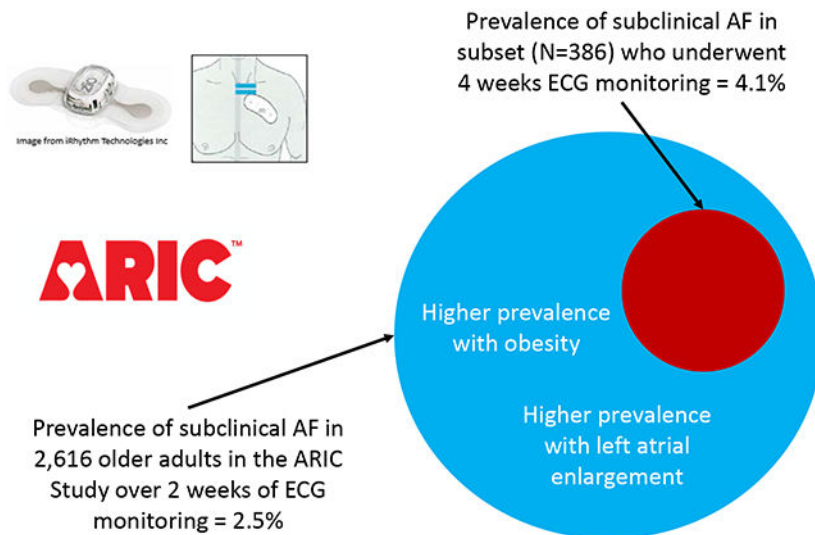 Prevalence of subclinical AF in
subset (N=386) who underwent
4 weeks ECG monitoring = 4.1%
Image from iRhythm Technologies Inc
ARIC™
Higher prevalence
with obesity
Higher prevalence
with left atrial
enlargement
Prevalence of subclinical AF in
2,616 older adults in the ARIC
Study over 2 weeks of ECG
monitoring = 2.5%